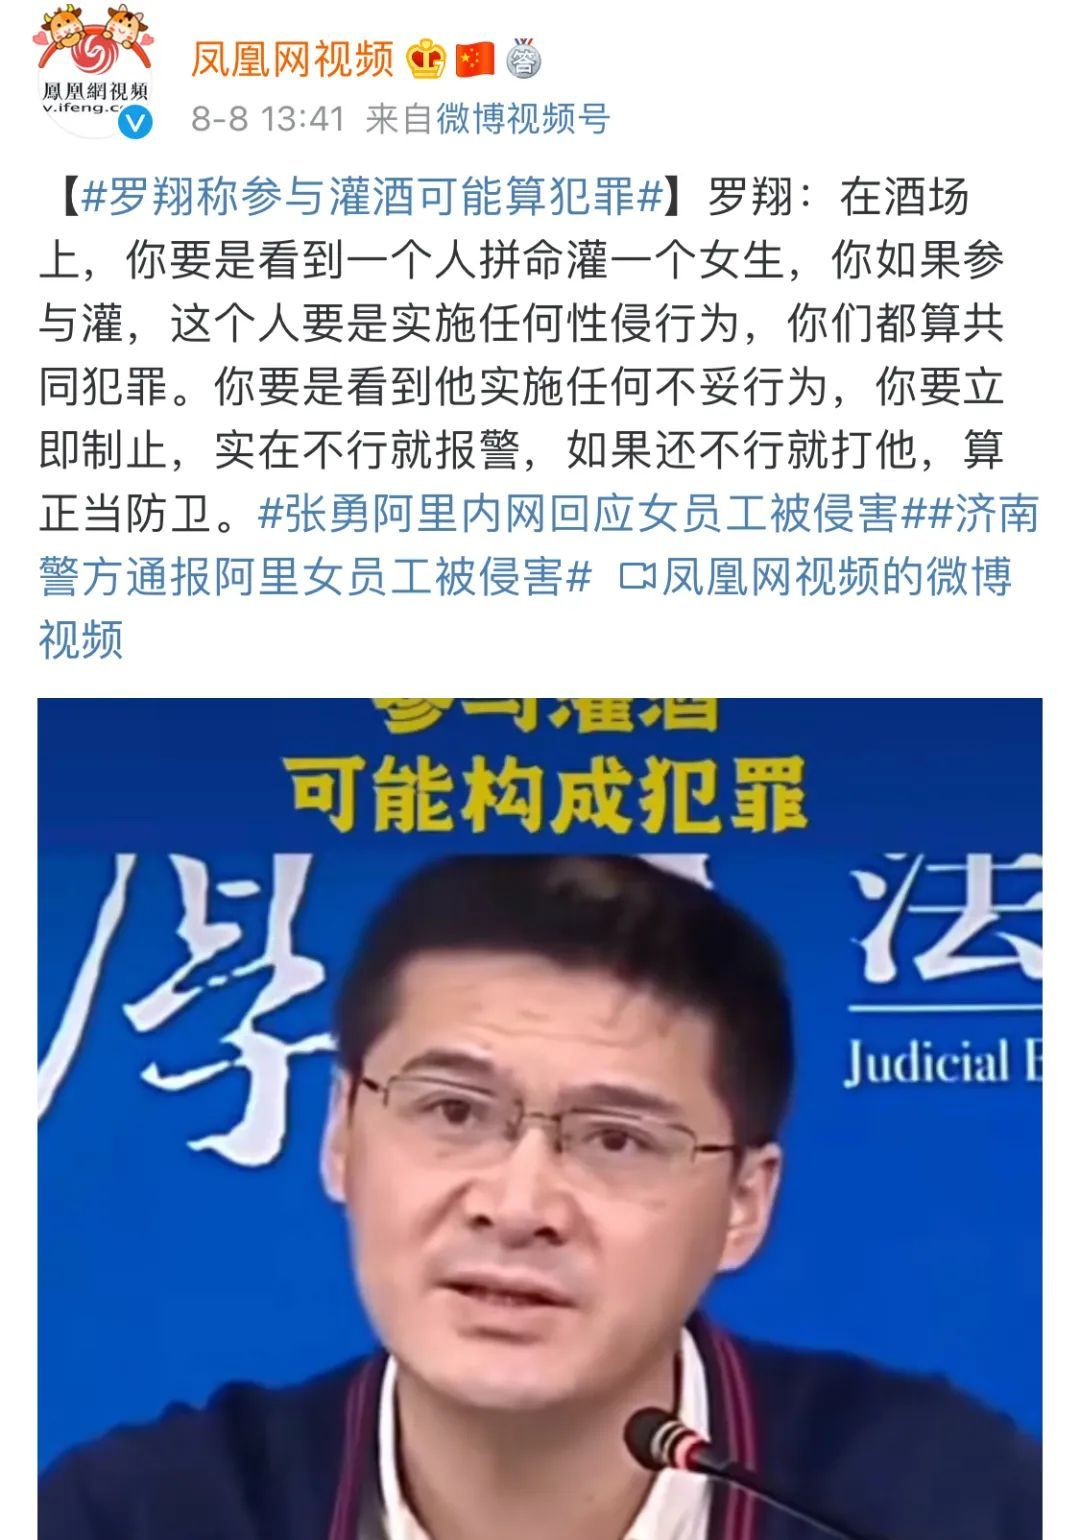 鳳凰網視頻
v.ifeng.c
凤凰网视频
答
8-8 13:41 来自微博视频号
【#罗翔称参与灌酒可能算犯罪#】罗翔：在酒场
上，你要是看到一个人拼命灌一个女生，你如果参
与灌，这个人要是实施任何性侵行为，你们都算共
同犯罪。你要是看到他实施任何不妥行为，你要立
即制止，实在不行就报警，如果还不行就打他，算
正当防卫。#张勇阿里内网回应女员工被侵害##济南
警方通报阿里女员工被侵害# 凤凰网视频的微博
视频
参与灌酒
可能构成犯罪
學 法
Judicial E